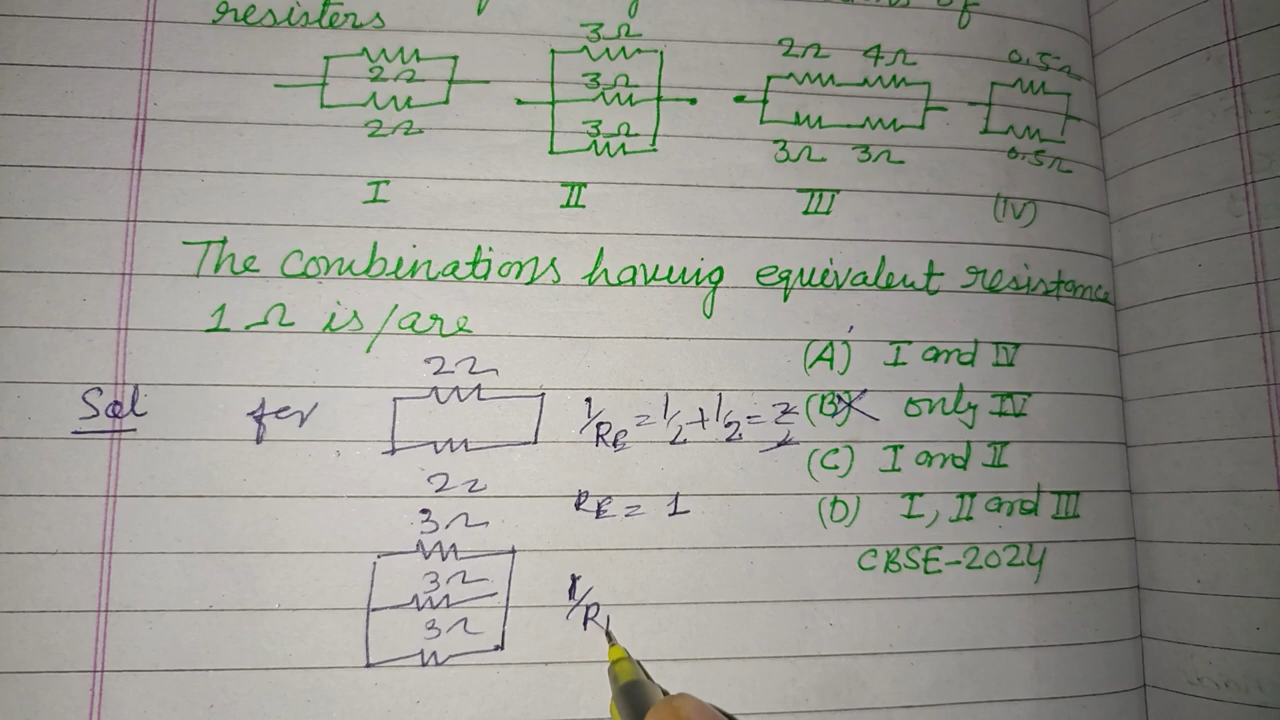 of
resisters
3Ω 2Ω 4Ω 0.5Ω
2Ω 3Ω
2Ω 3Ω 3Ω 3Ω 0.5Ω
I II III (IV)
The combinations having equivalent resistance
1 Ω is/are
(A) I and IV
Sol for 2Ω 1/RE = 1/2 + 1/2 = 2/2 (B) only IV
(C) I and II
2Ω RE = 1 (D) I, II and III
3Ω CBSE-2024
3Ω 1/R
3Ω